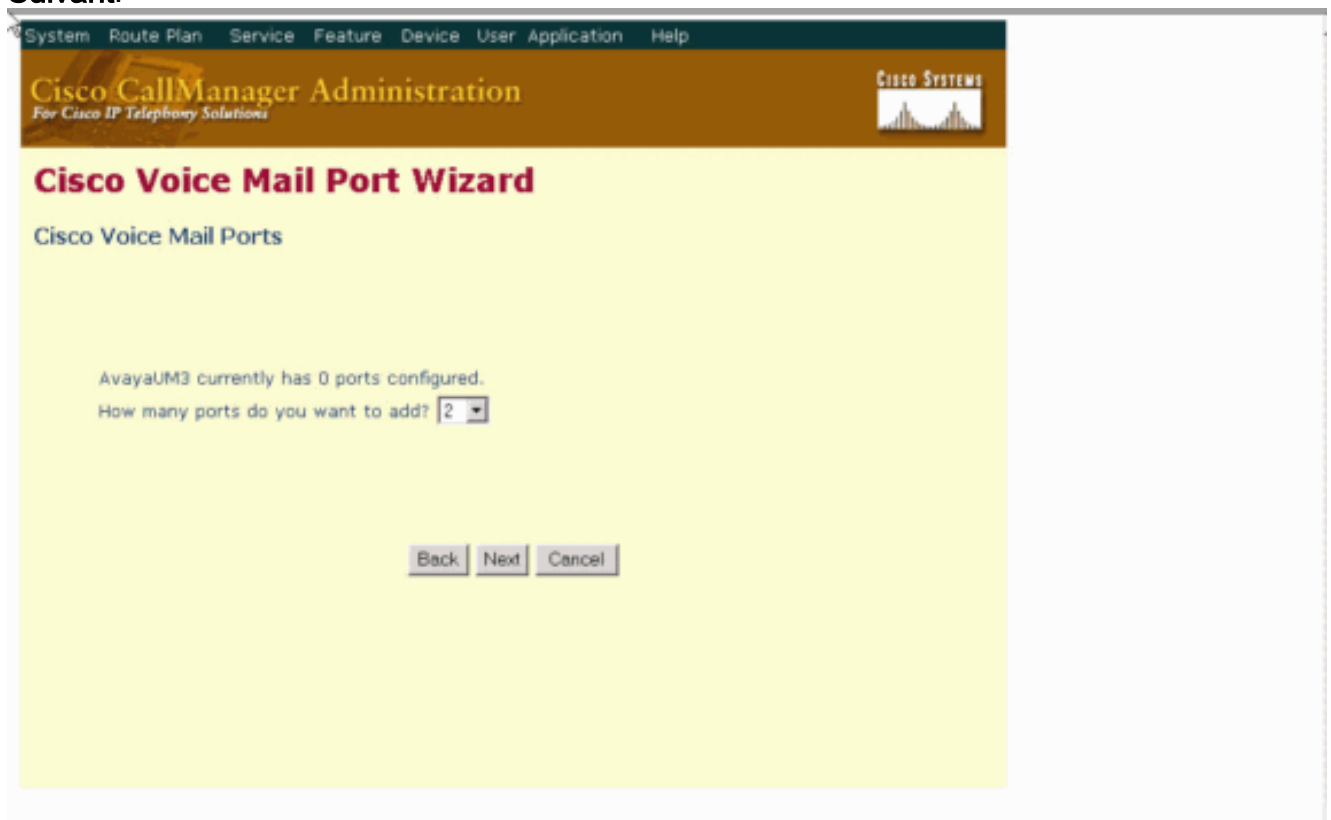 Suivant.
System Route Plan Service Feature Device User Application Help
Cisco CallManager Administration
For Cisco IP Telephony Solutions
CISCO SYSTEMS
Cisco Voice Mail Port Wizard
Cisco Voice Mail Ports
AvayaUM3 currently has 0 ports configured.
How many ports do you want to add? 2
Back Next Cancel